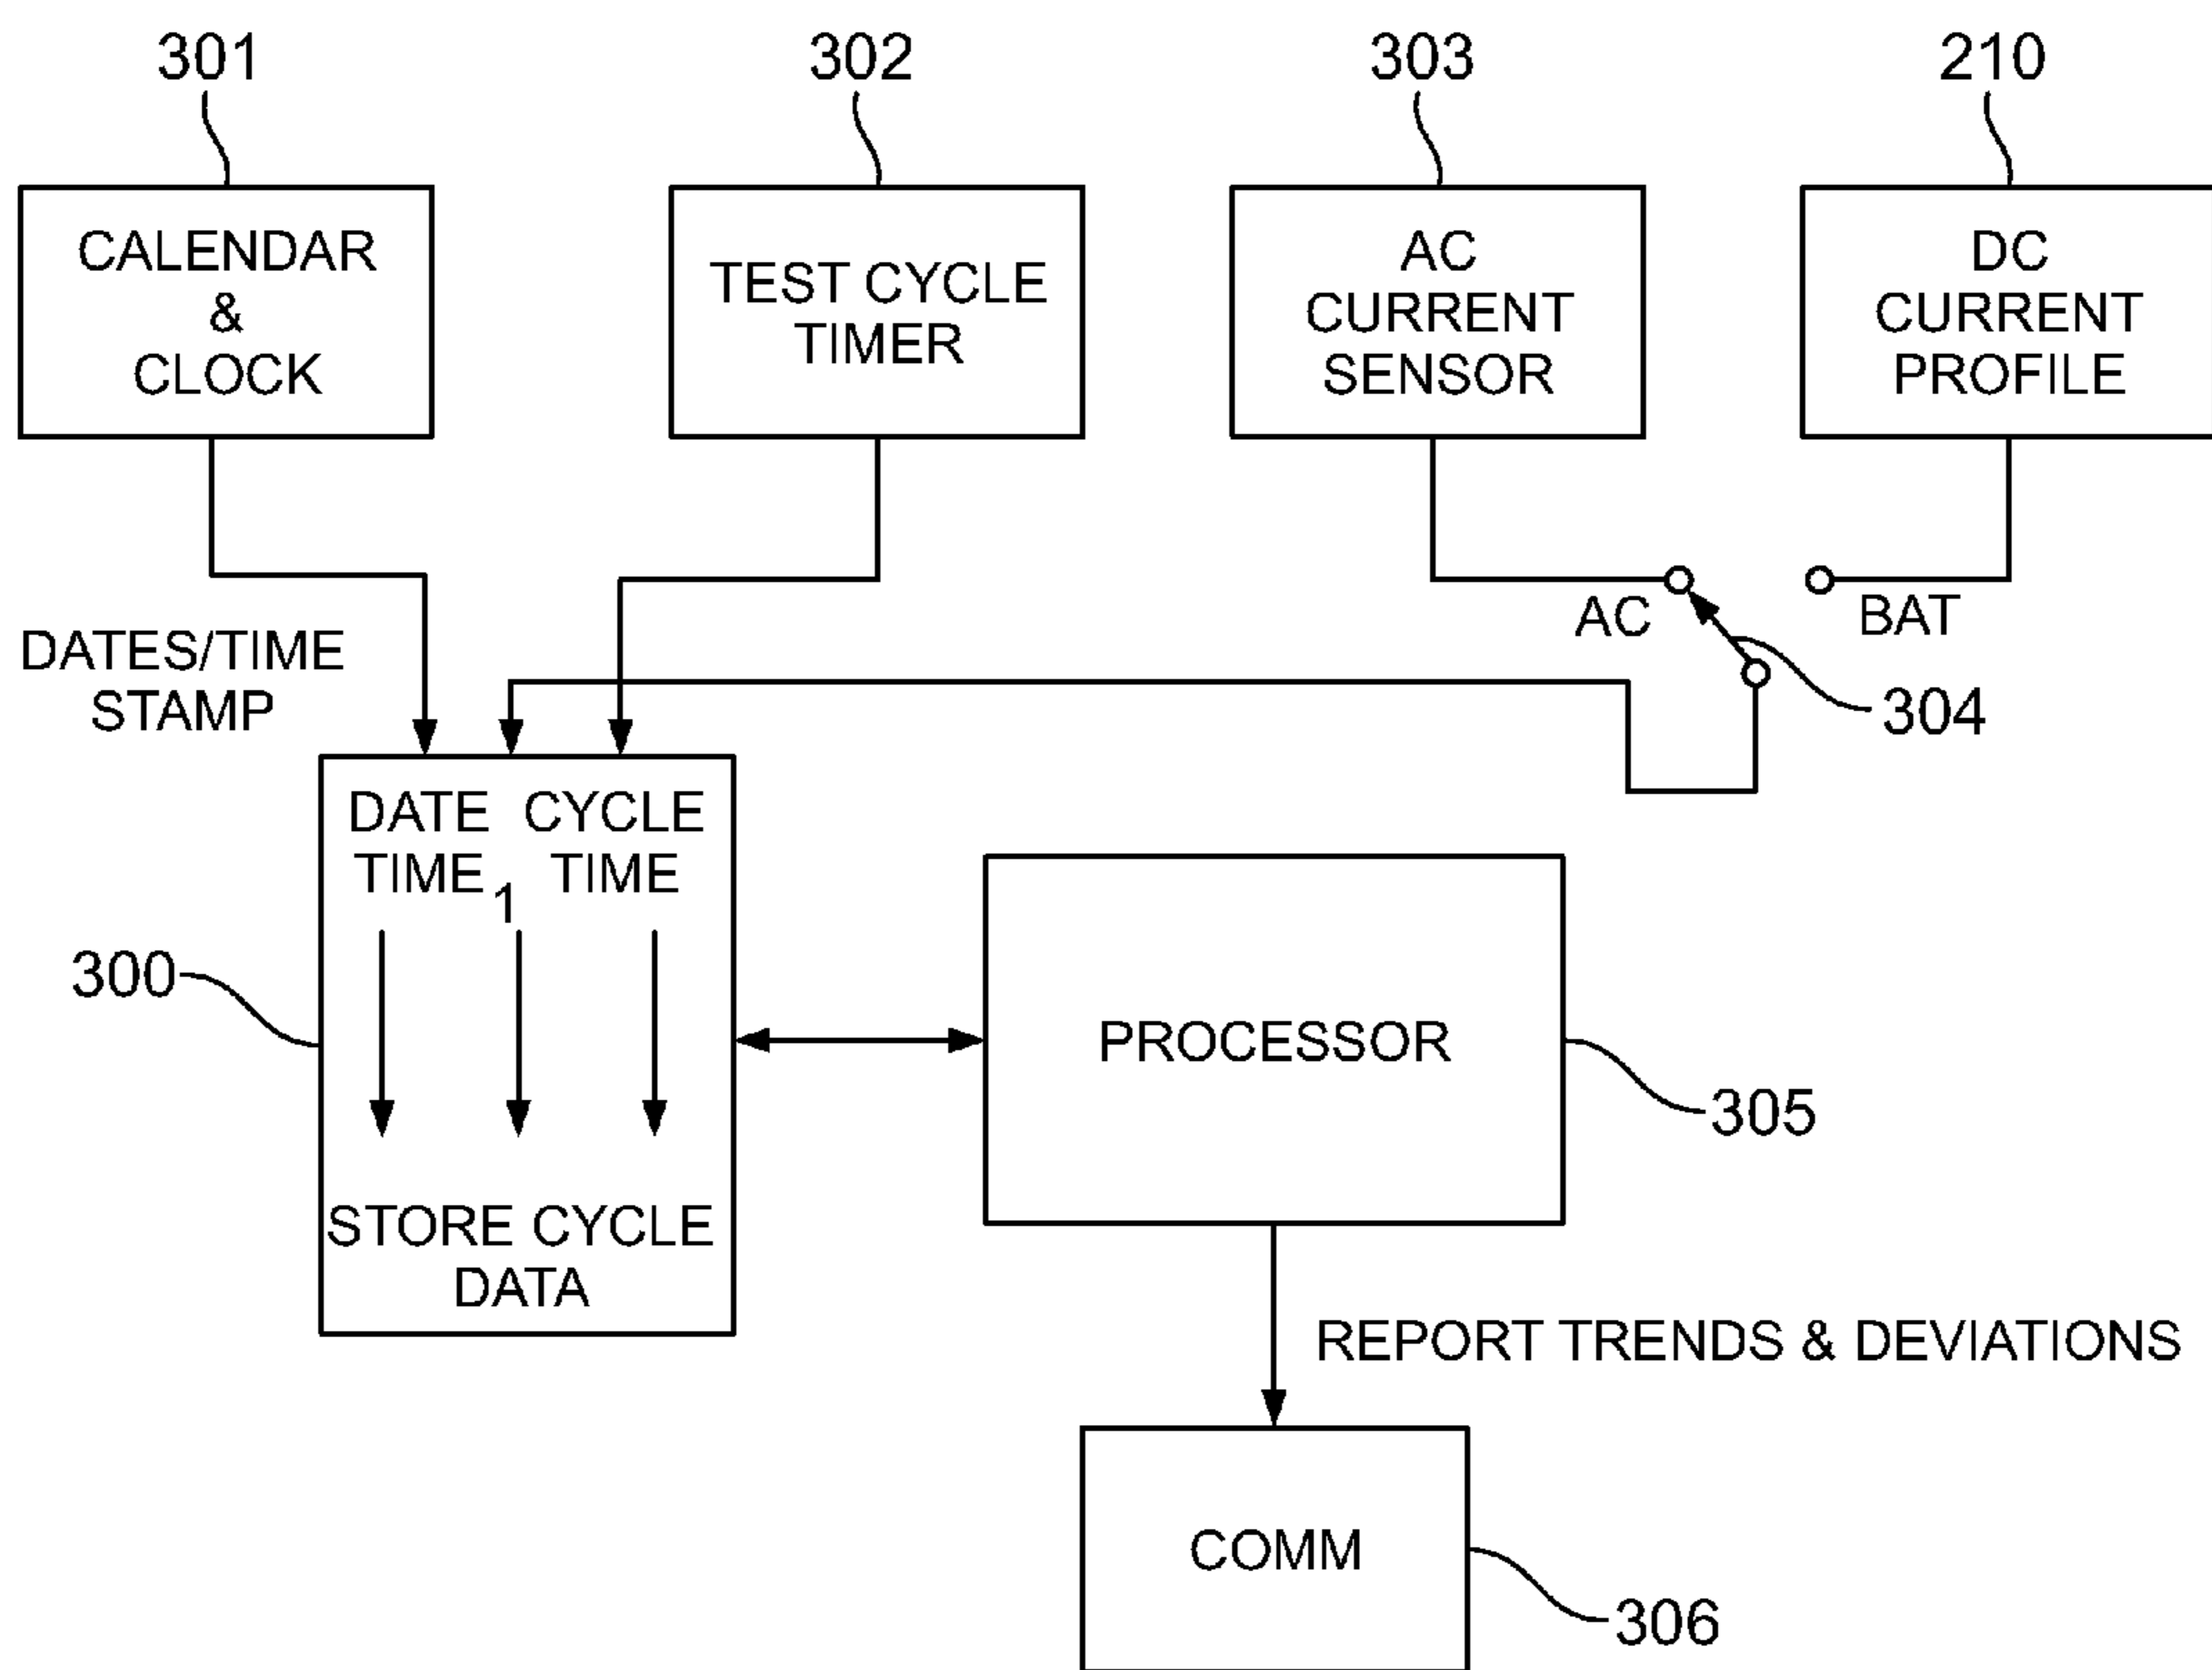 301
302
303
210
CALENDAR
&
CLOCK
TEST CYCLE
TIMER
AC
CURRENT
SENSOR
DC
CURRENT
PROFILE
AC
BAT
304
DATES/TIME
STAMP
DATE CYCLE
TIME 1 TIME
300
STORE CYCLE
DATA
PROCESSOR
305
REPORT TRENDS & DEVIATIONS
COMM
306